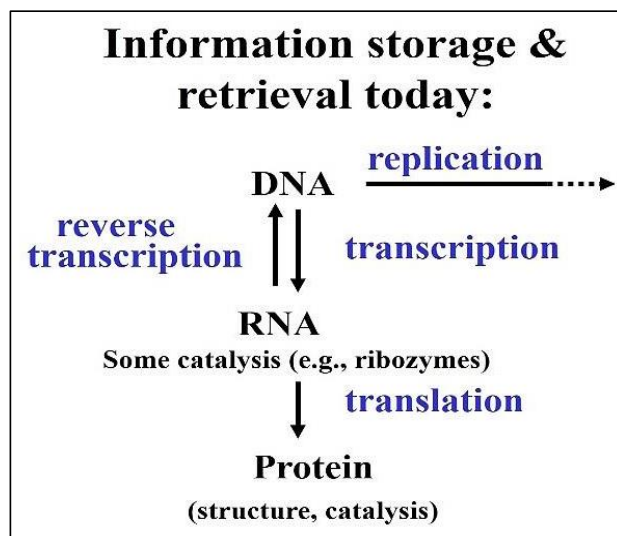 Information storage &
retrieval today:
replication
DNA
reverse
transcription
transcription
RNA
Some catalysis (e.g., ribozymes)
translation
Protein
(structure, catalysis)